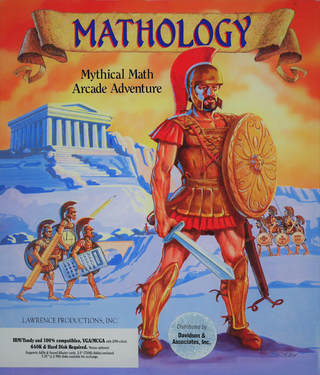 MATHOLOGY
Mythical Math
Arcade Adventure
LAWRENCE PRODUCTIONS, INC.
Distributed by
Davidson &
Associates, Inc.
IBM/Tandy and 100% compatibles, VGA/MCGA
640K & Hard Disk Required.